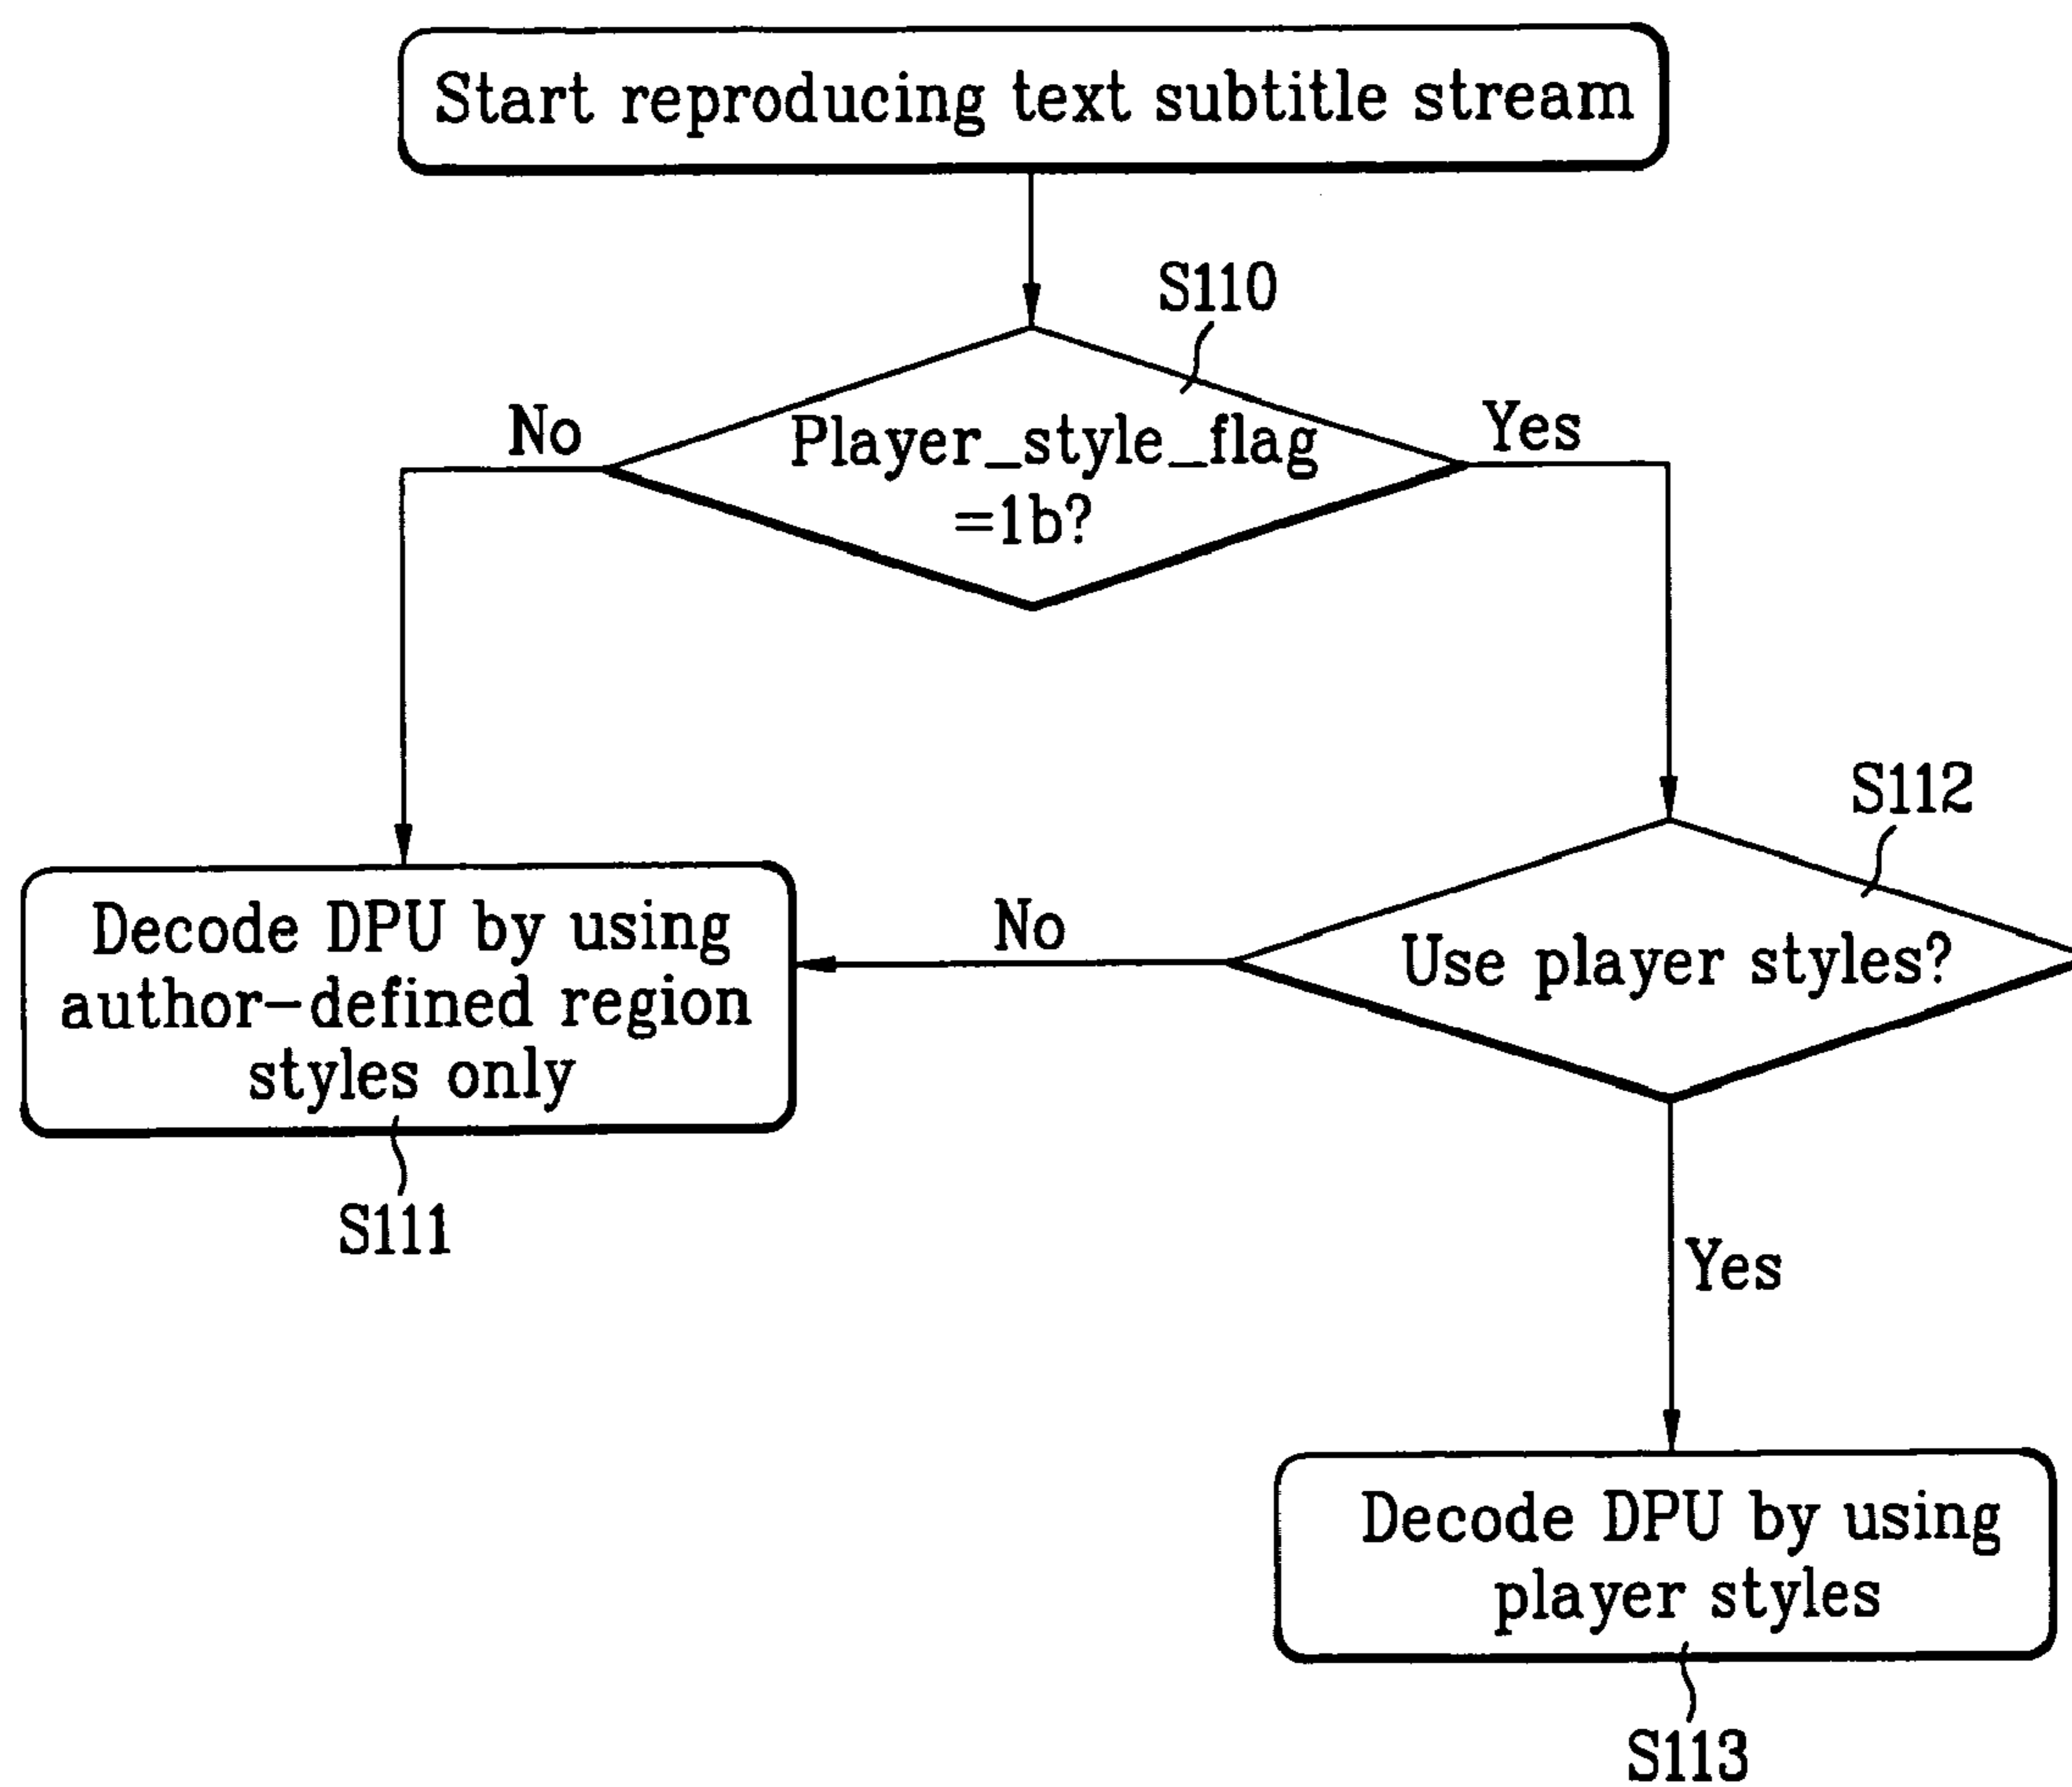 Start reproducing text subtitle stream
S110
No
Yes
Player_style_flag
=1b?
S112
Decode DPU by using
author-defined region
styles only
No
Use player styles?
S111
Yes
Decode DPU by using
player styles
S113